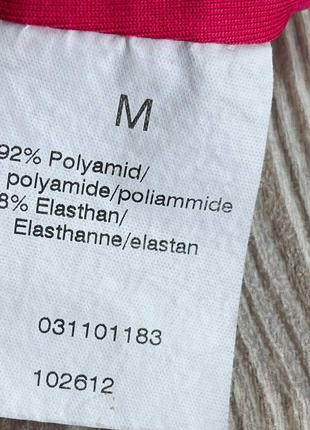 M
92% Polyamid/
polyamide/poliammide
8% Elasthan/
Elasthanne/elastan
031101183
102612